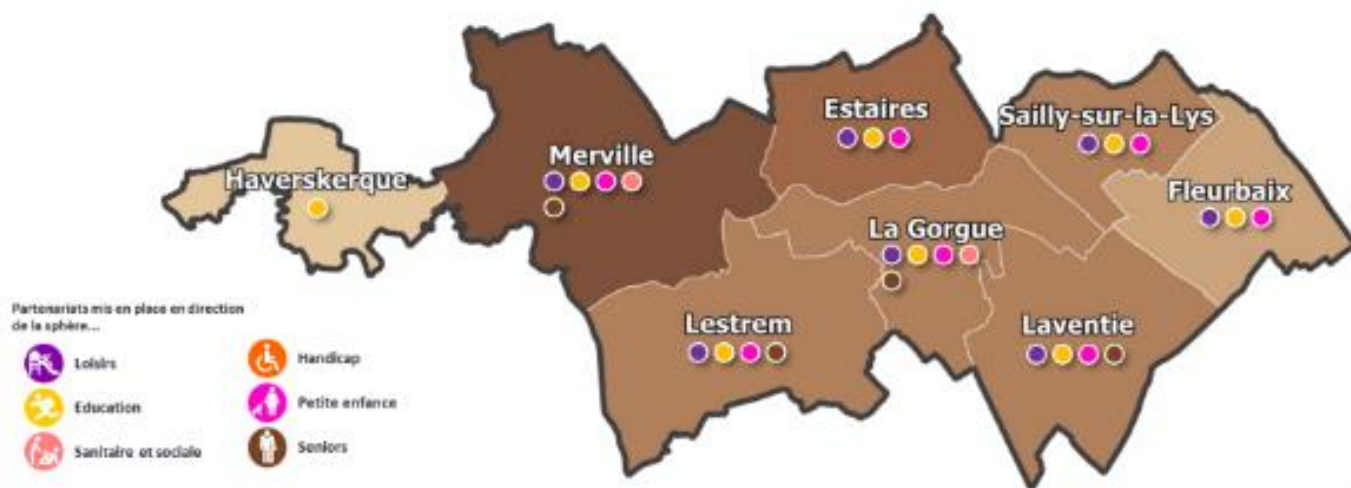 Estaires
Sailly-sur-la-Lys
Merville
Haverskerque
Fleurbaix
La Gorgue
Lestrem
Laventie
Partenariats mis en place en direction
de la sphère...
Loisirs
Handicap
Education
Petite enfance
Sanitaire et sociale
Seniors